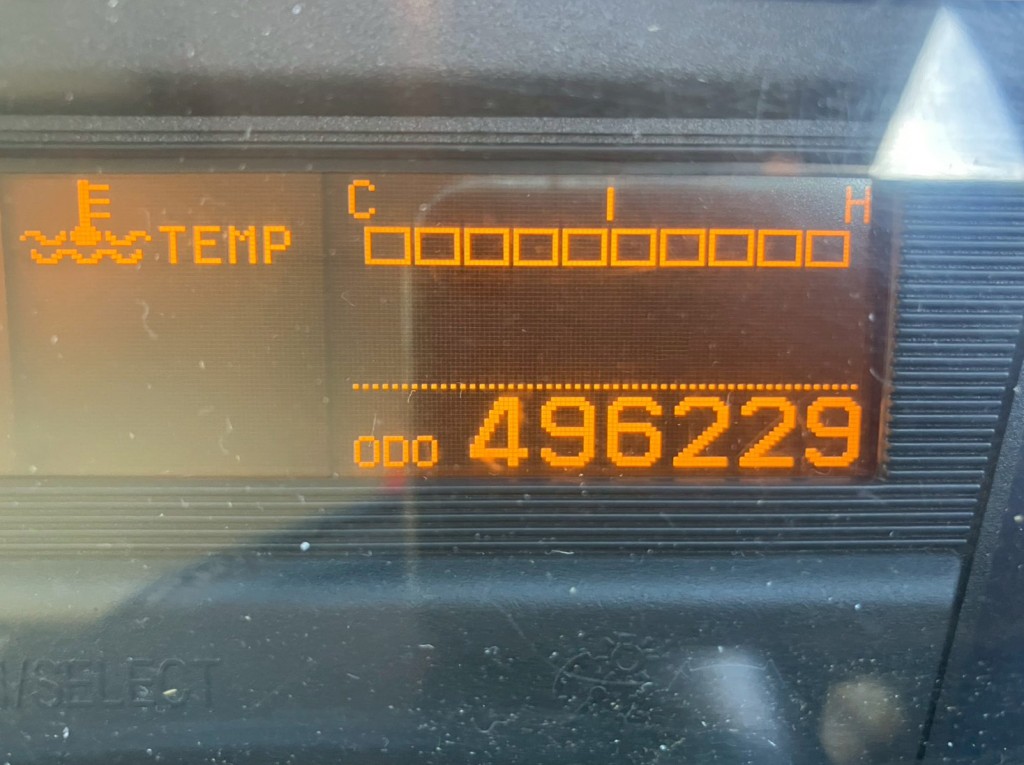 C H
TEMP
ODO 496229
/SELECT